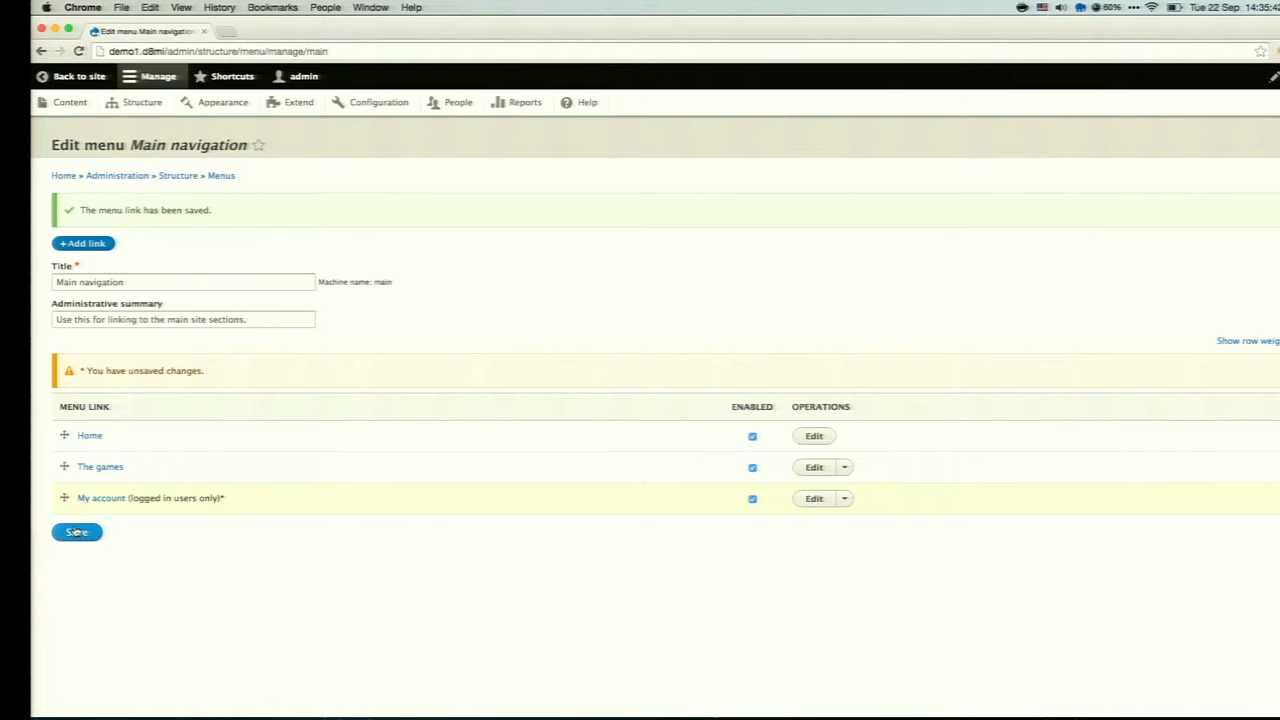 Chrome File Edit View History Bookmarks People Window Help 60% Tue 22 Sep 14:35:42
Edit menu Main navigation
demo1.d8mi/admin/structure/menu/manage/main
Back to site Manage Shortcuts admin
Content Structure Appearance Extend Configuration People Reports Help
Edit menu Main navigation
Home » Administration » Structure » Menus
The menu link has been saved.
+ Add link
Title *
Main navigation Machine name: main
Administrative summary
Use this for linking to the main site sections.
Show row weig
* You have unsaved changes.
MENU LINK ENABLED OPERATIONS
Home Edit
The games Edit
My account (logged in users only)* Edit
Save